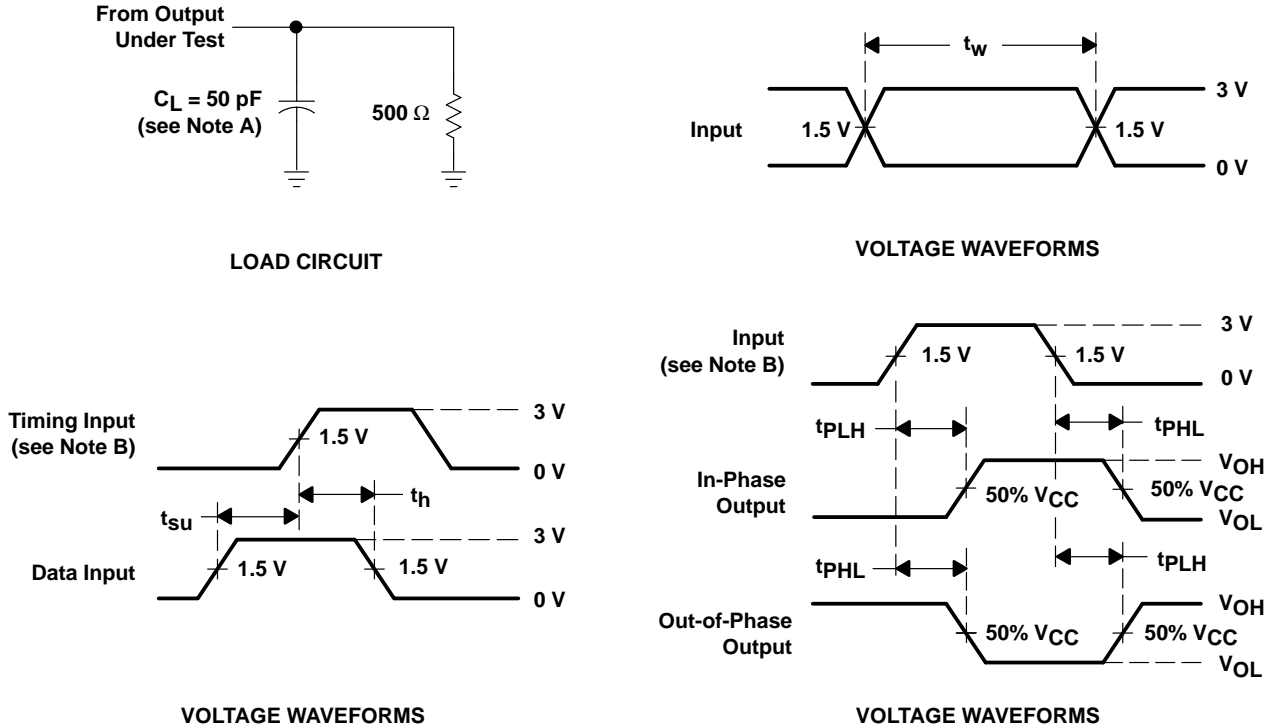 From Output
Under Test
CL = 50 pF
(see Note A)
500 Ω
LOAD CIRCUIT
tw
Input
1.5 V
1.5 V
3 V
0 V
VOLTAGE WAVEFORMS
Timing Input
(see Note B)
1.5 V
3 V
0 V
th
tsu
Data Input
1.5 V
1.5 V
3 V
0 V
VOLTAGE WAVEFORMS
Input
(see Note B)
1.5 V
1.5 V
3 V
0 V
tPLH
tPHL
In-Phase
Output
50% VCC
50% VCC
VOH
VOL
tPHL
tPLH
Out-of-Phase
Output
50% VCC
50% VCC
VOH
VOL
VOLTAGE WAVEFORMS